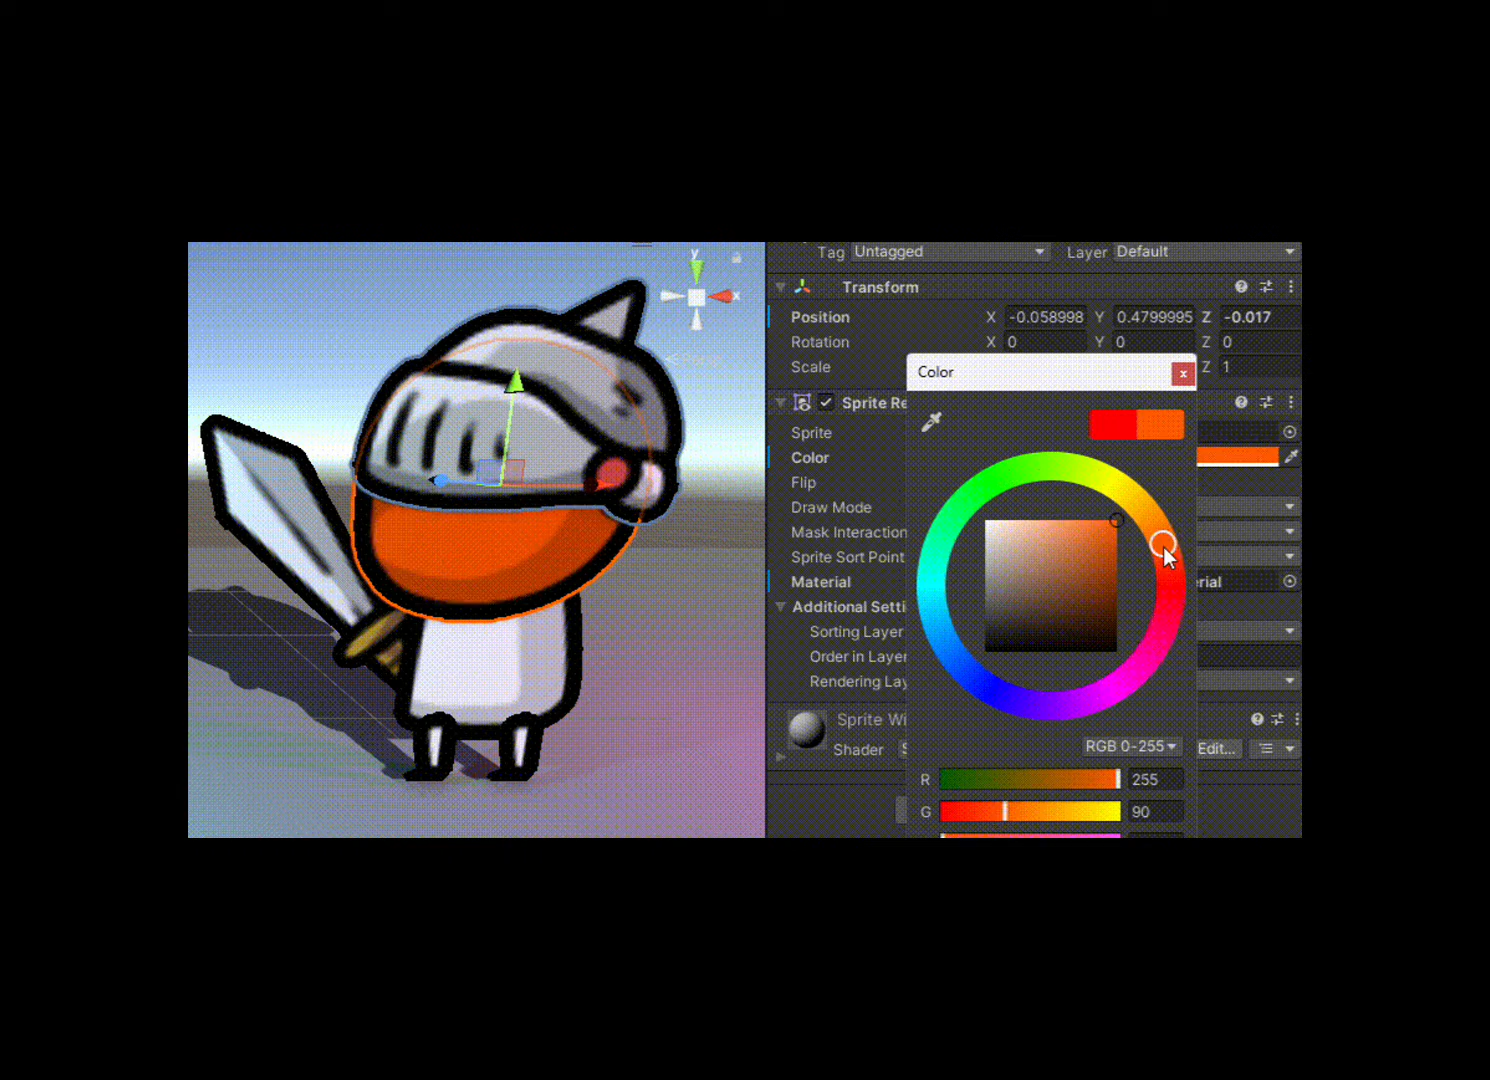 y
x
< Persp
Tag Untagged Layer Default
Transform
Position X -0.058998 Y 0.4799995 Z -0.017
Rotation X 0 Y 0 Z 0
Scale Z 1
Color x
Sprite Re
Sprite
Color
Flip
Draw Mode
Mask Interaction
Sprite Sort Point
Material rial
Additional Setti
Sorting Layer
Order in Layer
Rendering Lay
Sprite Wi
Shader S Edit...
RGB 0-255
R 255
G 90